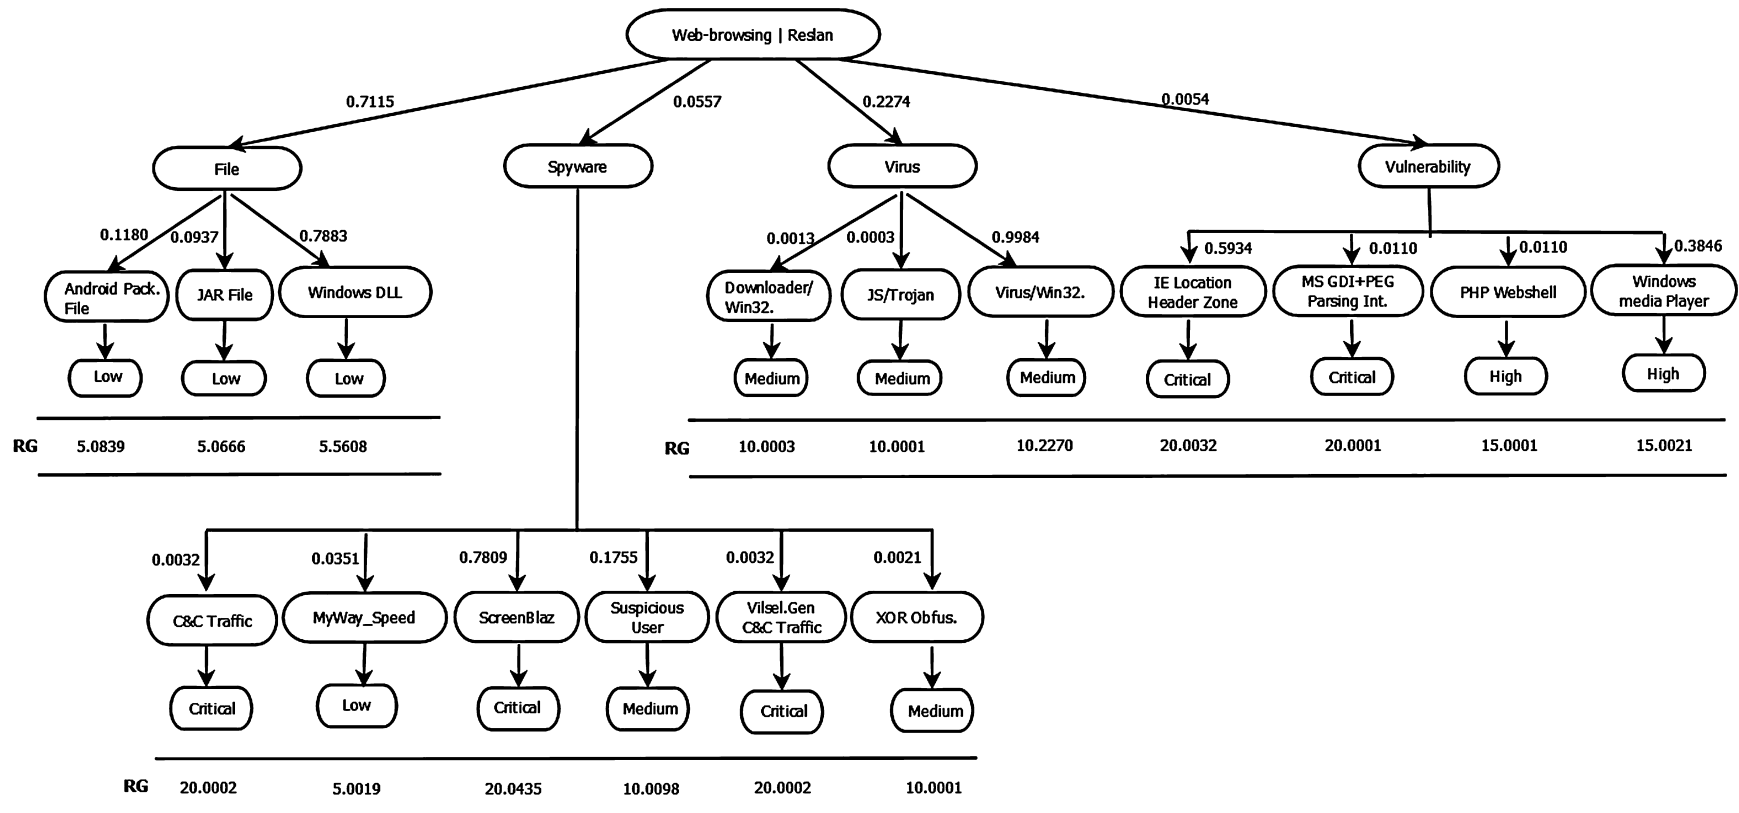 Web-browsing | Reslan
0.7115
0.0557
0.2274
0.0054
File
Spyware
Virus
Vulnerability
0.1180
0.0937
0.7883
0.0013
0.0003
0.9984
0.5934
0.0110
0.0110
0.3846
Android Pack.
File
JAR File
Windows DLL
Downloader/
Win32.
JS/Trojan
Virus/Win32.
IE Location
Header Zone
MS GDI+PEG
Parsing Int.
PHP Webshell
Windows
media Player
Low
Low
Low
Medium
Medium
Medium
Critical
Critical
High
High
RG
5.0839
5.0666
5.5608
RG
10.0003
10.0001
10.2270
20.0032
20.0001
15.0001
15.0021
0.0032
0.0351
0.7809
0.1755
0.0032
0.0021
C&C Traffic
MyWay_Speed
ScreenBlaz
Suspicious
User
Vilsel.Gen
C&C Traffic
XOR Obfus.
Critical
Low
Critical
Medium
Critical
Medium
RG
20.0002
5.0019
20.0435
10.0098
20.0002
10.0001